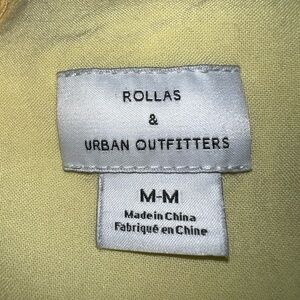 ROLLAS
&
URBAN OUTFITTERS
M-M
Made in China
Fabriqué en Chine